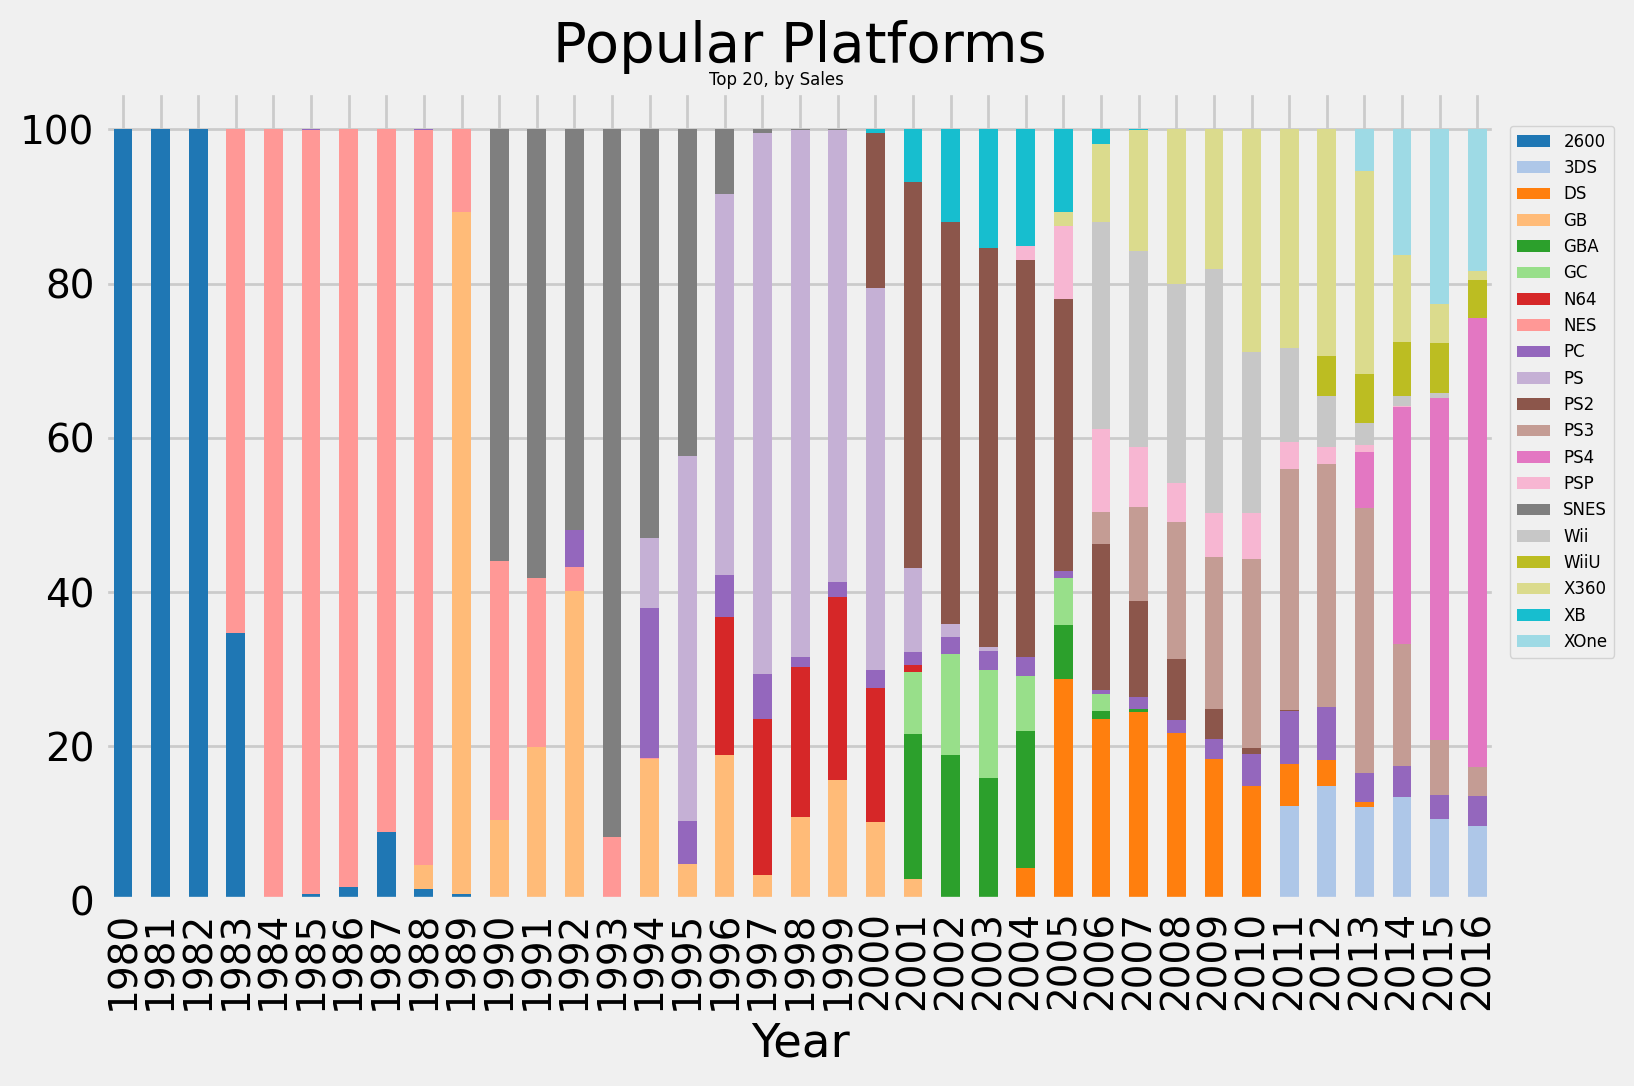 Popular Platforms
Top 20, by Sales
100
80
60
40
20
0
1980
1981
1982
1983
1984
1985
1986
1987
1988
1989
1990
1991
1992
1993
1994
1995
1996
1997
1998
1999
2000
2001
2002
2003
2004
2005
2006
2007
2008
2009
2010
2011
2012
2013
2014
2015
2016
Year
2600
3DS
DS
GB
GBA
GC
N64
NES
PC
PS
PS2
PS3
PS4
PSP
SNES
Wii
WiiU
X360
XB
XOne